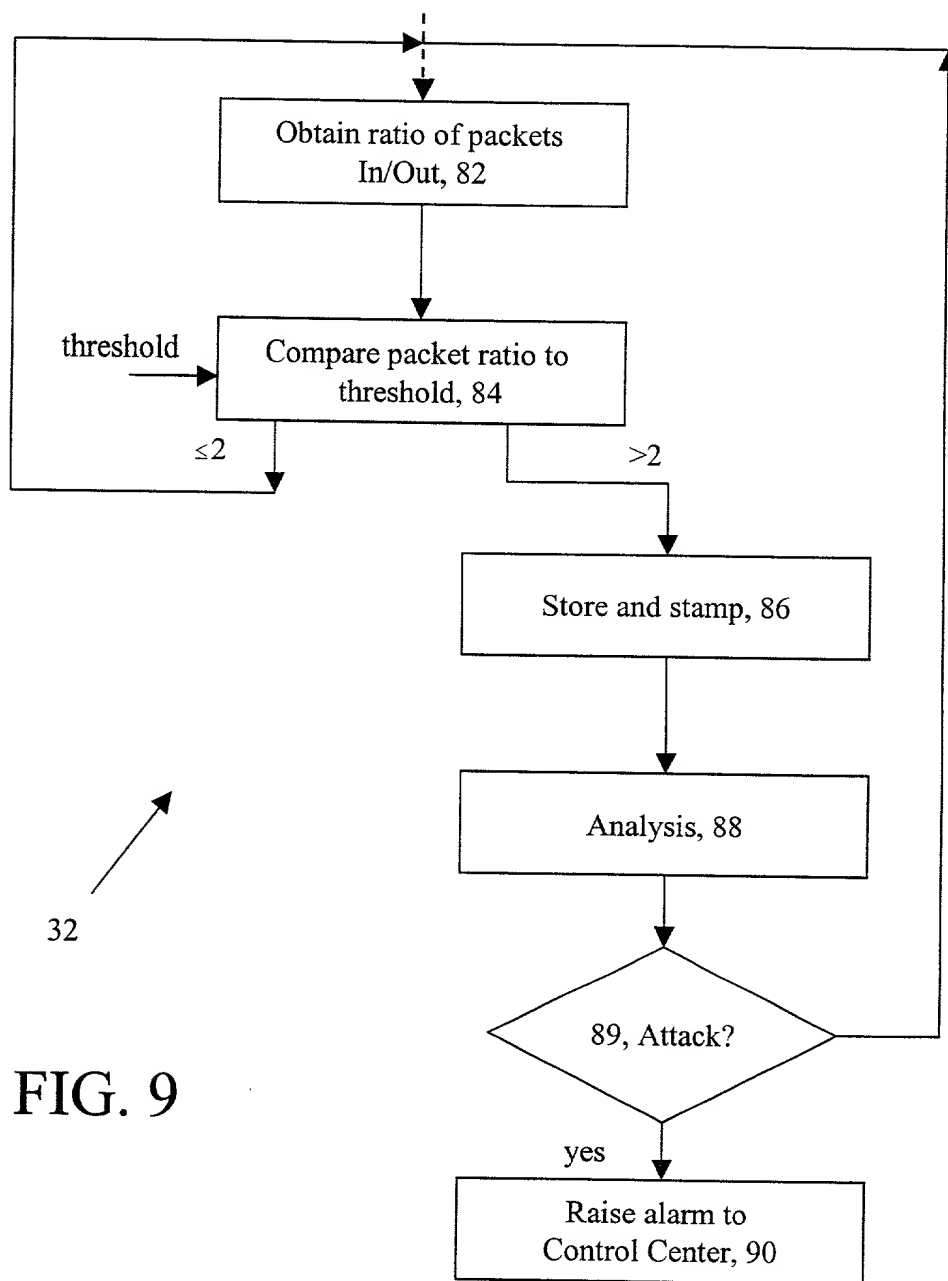 Obtain ratio of packets
In/Out, 82
threshold
Compare packet ratio to
threshold, 84
≤2
>2
Store and stamp, 86
Analysis, 88
32
89, Attack?
FIG. 9
yes
Raise alarm to
Control Center, 90